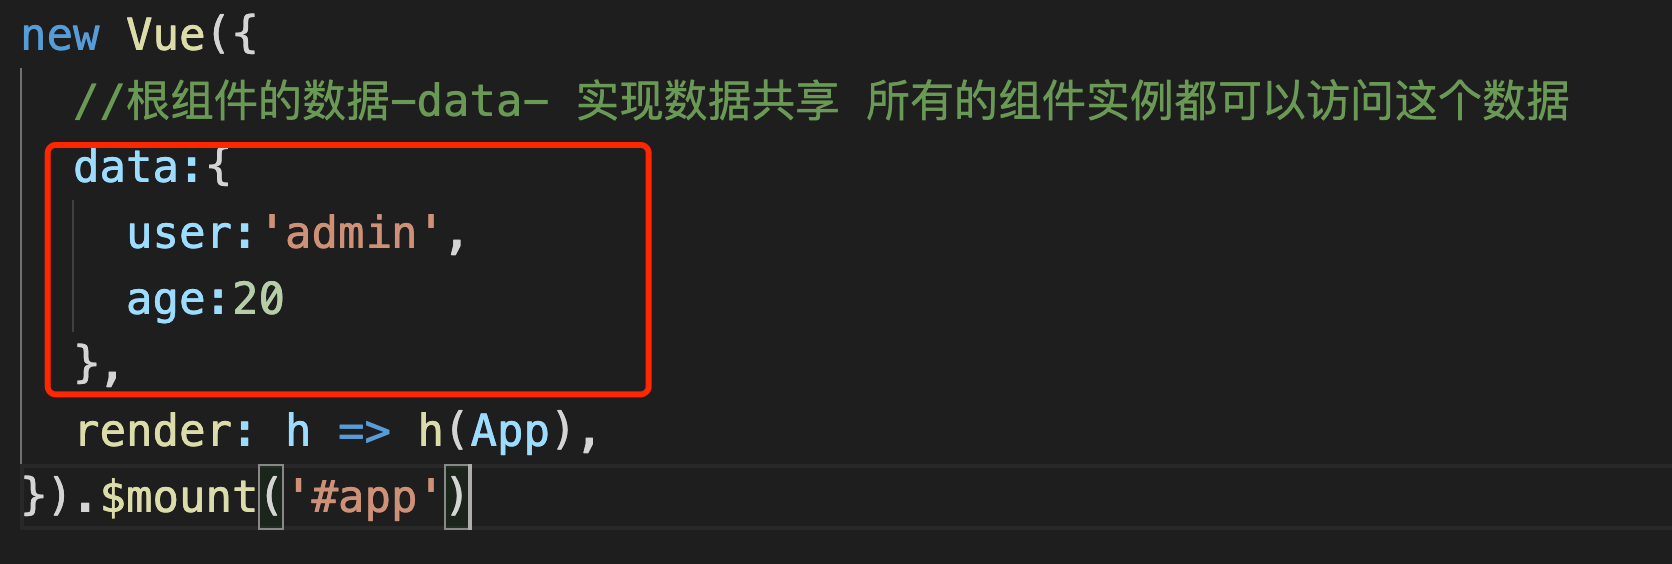 new Vue({
//根组件的数据-data- 实现数据共享 所有的组件实例都可以访问这个数据
data:{
user:'admin',
age:20
},
render: h => h(App),
}).$mount('#app')